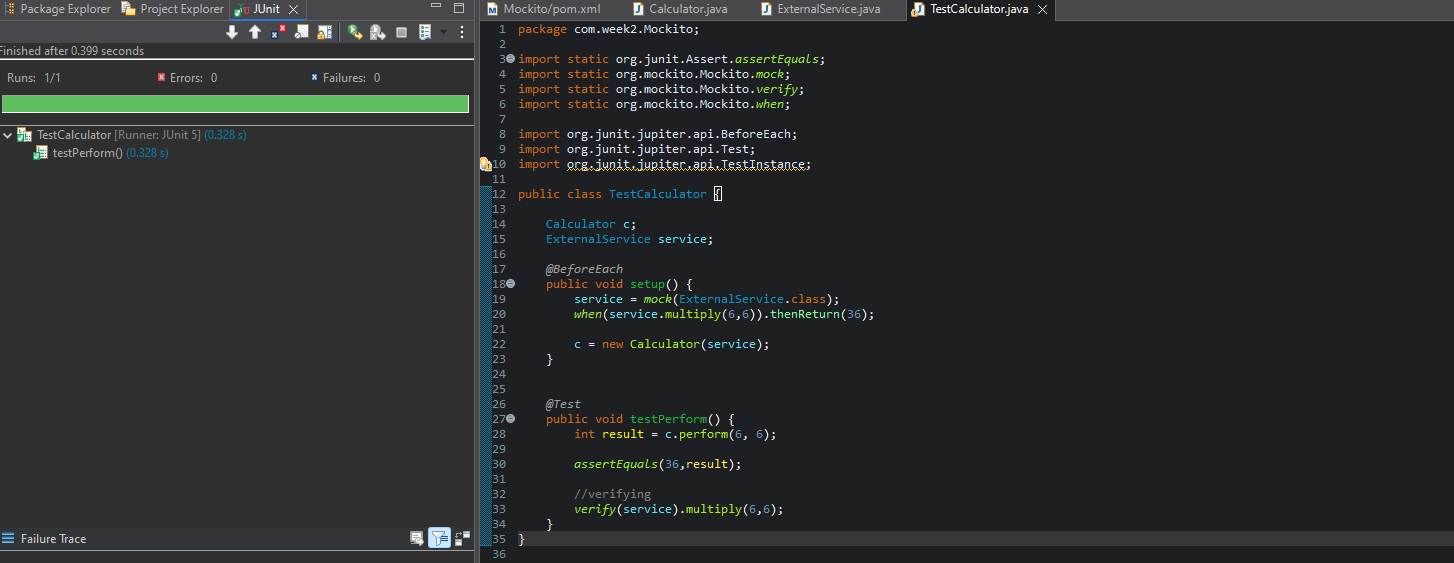 Package Explorer Project Explorer JUnit
Finished after 0.399 seconds
Runs: 1/1 Errors: 0 Failures: 0
TestCalculator [Runner: JUnit 5] (0.328 s)
testPerform() (0.328 s)
Failure Trace
Mockito/pom.xml Calculator.java ExternalService.java TestCalculator.java
1 package com.week2.Mockito;
2
3 import static org.junit.Assert.assertEquals;
4 import static org.mockito.Mockito.mock;
5 import static org.mockito.Mockito.verify;
6 import static org.mockito.Mockito.when;
7
8 import org.junit.jupiter.api.BeforeEach;
9 import org.junit.jupiter.api.Test;
10 import org.junit.jupiter.api.TestInstance;
11
12 public class TestCalculator {
13
14 Calculator c;
15 ExternalService service;
16
17 @BeforeEach
18 public void setup() {
19 service = mock(ExternalService.class);
20 when(service.multiply(6,6)).thenReturn(36);
21
22 c = new Calculator(service);
23 }
24
25
26 @Test
27 public void testPerform() {
28 int result = c.perform(6, 6);
29
30 assertEquals(36,result);
31
32 //verifying
33 verify(service).multiply(6,6);
34 }
35 }
36